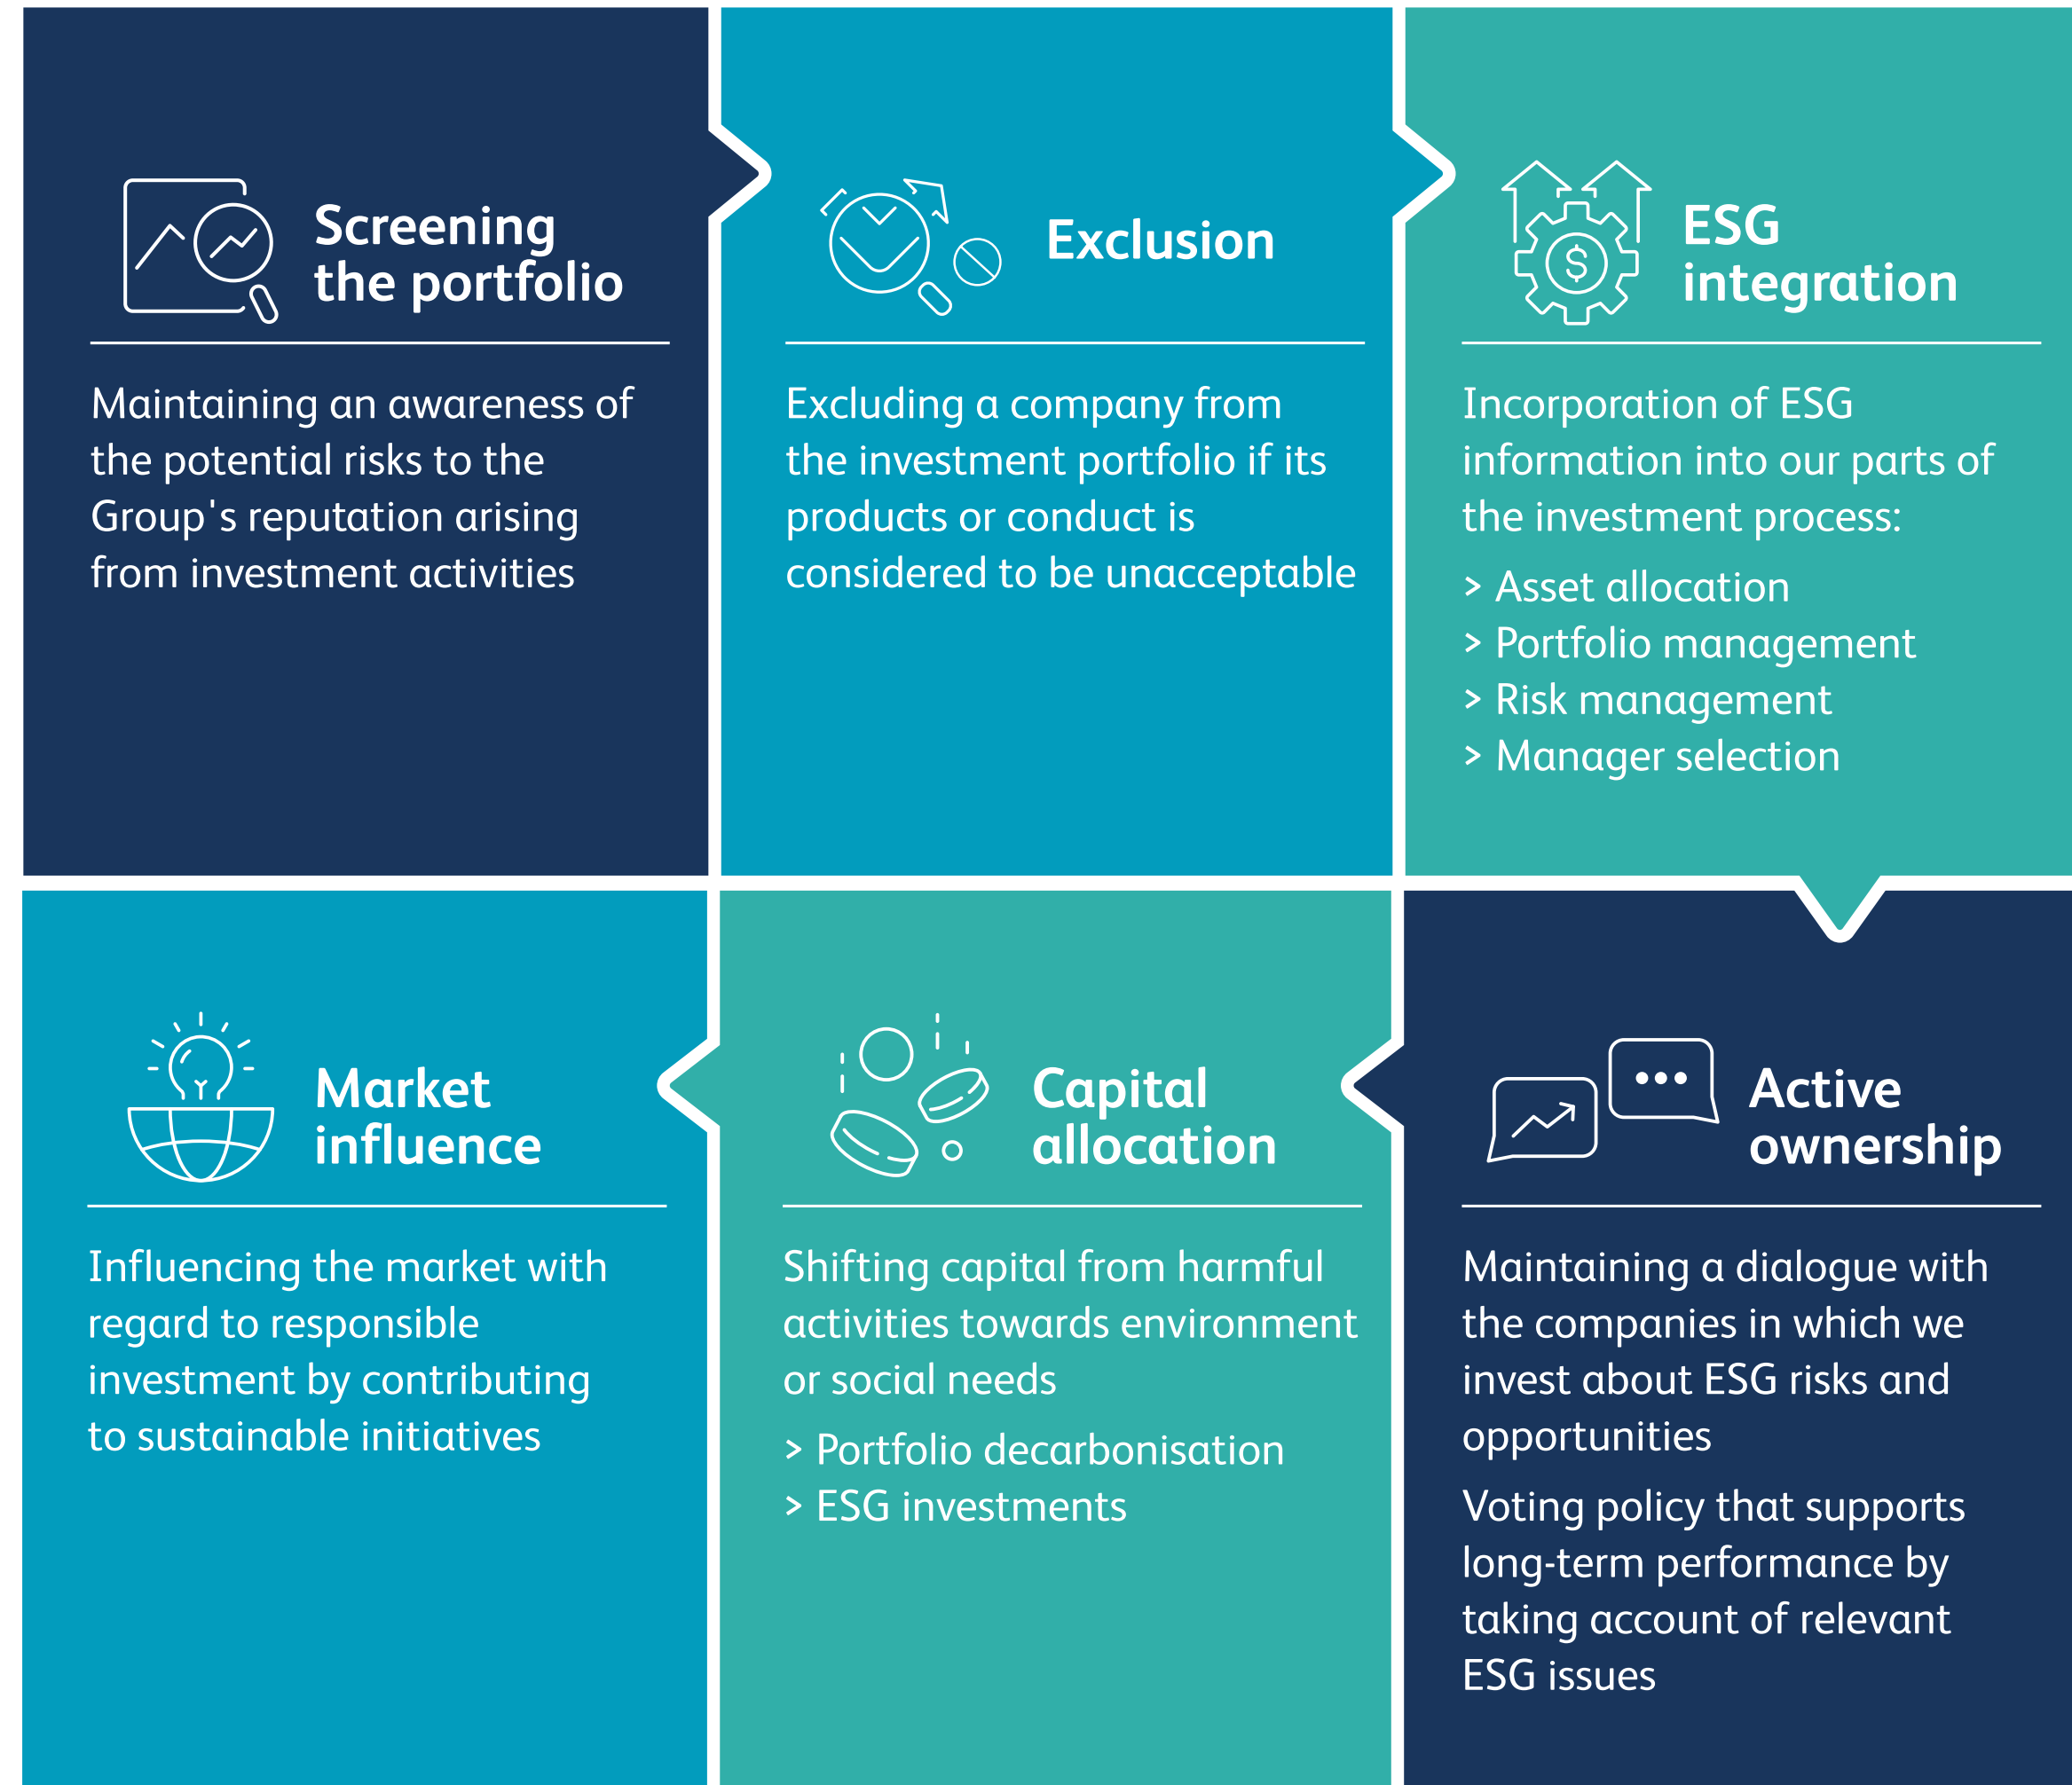 Screening
the portfolio
Maintaining an awareness of
the potential risks to the
Group's reputation arising
from investment activities
Exclusion
Excluding a company from
the investment portfolio if its
products or conduct is
considered to be unacceptable
ESG
integration
Incorporation of ESG
information into our parts of
the investment process:
> Asset allocation
> Portfolio management
> Risk management
> Manager selection
Active
ownership
Maintaining a dialogue with
the companies in which we
invest about ESG risks and
opportunities
Voting policy that supports
long-term performance by
taking account of relevant
ESG issues
Capital
allocation
Shifting capital from harmful
activities towards environment
or social needs
> Portfolio decarbonisation
> ESG investments
Market
influence
Influencing the market with
regard to responsible
investment by contributing
to sustainable initiatives